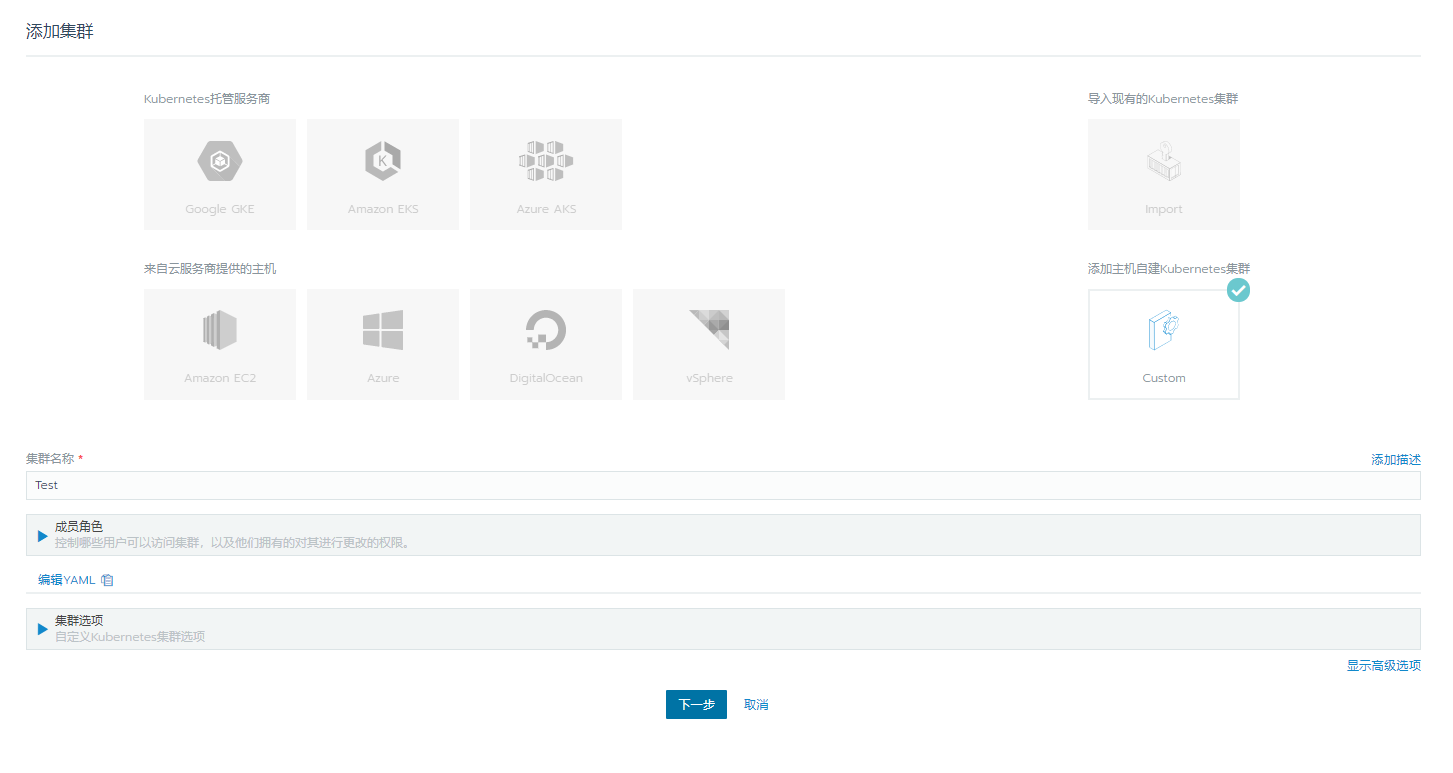 添加集群
Kubernetes托管服务商
导入现有的Kubernetes集群
K
Google GKE
Amazon EKS
Azure AKS
Import
来自云服务商提供的主机
添加主机自建Kubernetes集群
Amazon EC2
Azure
DigitalOcean
vSphere
Custom
集群名称 *
添加描述
Test
成员角色
控制哪些用户可以访问集群，以及他们拥有的对其进行更改的权限。
编辑YAML
集群选项
自定义Kubernetes集群选项
显示高级选项
下一步
取消